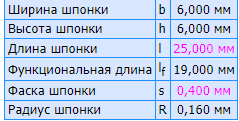 Ширина шпонки b 6,000 мм
Высота шпонки h 6,000 мм
Длина шпонки l 25,000 мм
Функциональная длина lf 19,000 мм
Фаска шпонки s 0,400 мм
Радиус шпонки R 0,160 мм